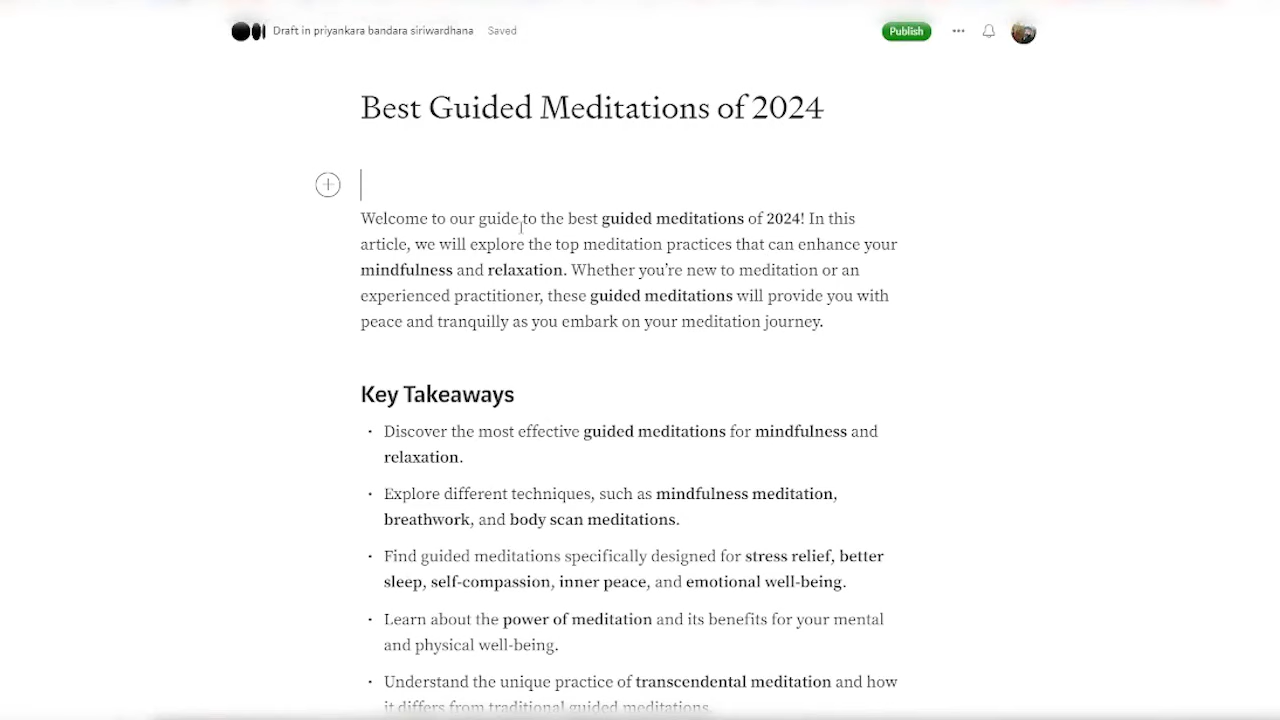 Draft in priyankara bandara siriwardhana Saved Publish
Best Guided Meditations of 2024
Welcome to our guide to the best guided meditations of 2024! In this
article, we will explore the top meditation practices that can enhance your
mindfulness and relaxation. Whether you're new to meditation or an
experienced practitioner, these guided meditations will provide you with
peace and tranquilly as you embark on your meditation journey.
Key Takeaways
· Discover the most effective guided meditations for mindfulness and
relaxation.
· Explore different techniques, such as mindfulness meditation,
breathwork, and body scan meditations.
· Find guided meditations specifically designed for stress relief, better
sleep, self-compassion, inner peace, and emotional well-being.
· Learn about the power of meditation and its benefits for your mental
and physical well-being.
· Understand the unique practice of transcendental meditation and how
it differs from traditional guided meditations.